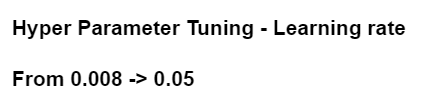 Hyper Parameter Tuning - Learning rate
From 0.008 -> 0.05